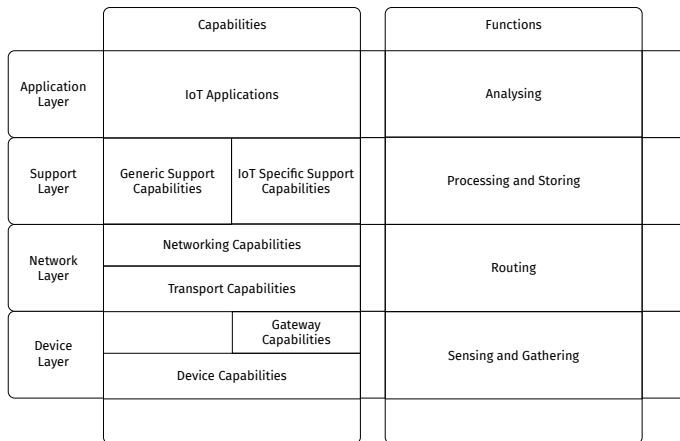 Capabilities
Functions
Application
Layer
IoT Applications
Analysing
Support
Layer
Generic Support
Capabilities
IoT Specific Support
Capabilities
Processing and Storing
Network
Layer
Networking Capabilities
Transport Capabilities
Routing
Device
Layer
Gateway
Capabilities
Device Capabilities
Sensing and Gathering